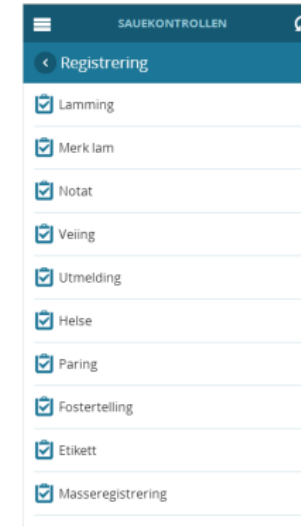 SAUEKONTROLLEN
Registrering
Lamming
Merk lam
Notat
Veiing
Utmelding
Helse
Paring
Fostertelling
Etikett
Masseregistrering